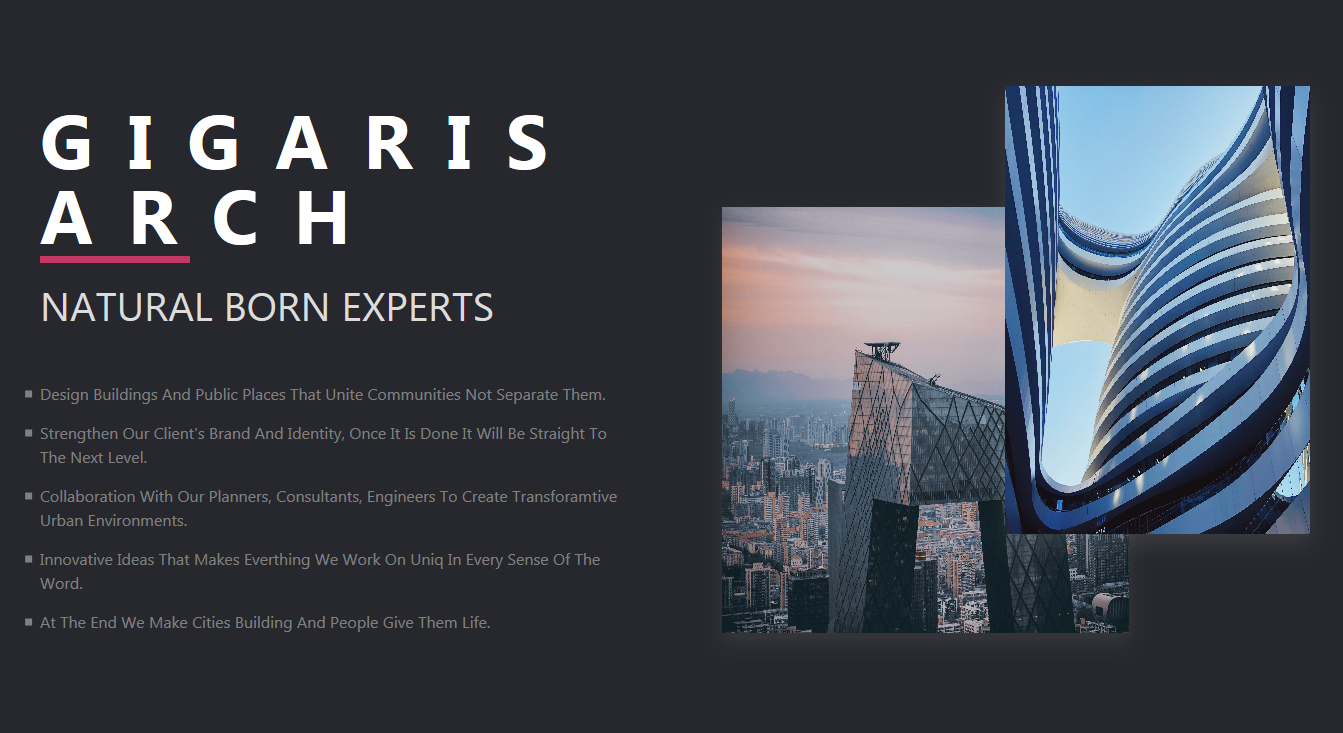 GIGARIS
ARCH
NATURAL BORN EXPERTS
Design Buildings And Public Places That Unite Communities Not Separate Them.
Strengthen Our Client's Brand And Identity, Once It Is Done It Will Be Straight To
The Next Level.
Collaboration With Our Planners, Consultants, Engineers To Create Transforamtive
Urban Environments.
Innovative Ideas That Makes Everthing We Work On Uniq In Every Sense Of The
Word.
At The End We Make Cities Building And People Give Them Life.